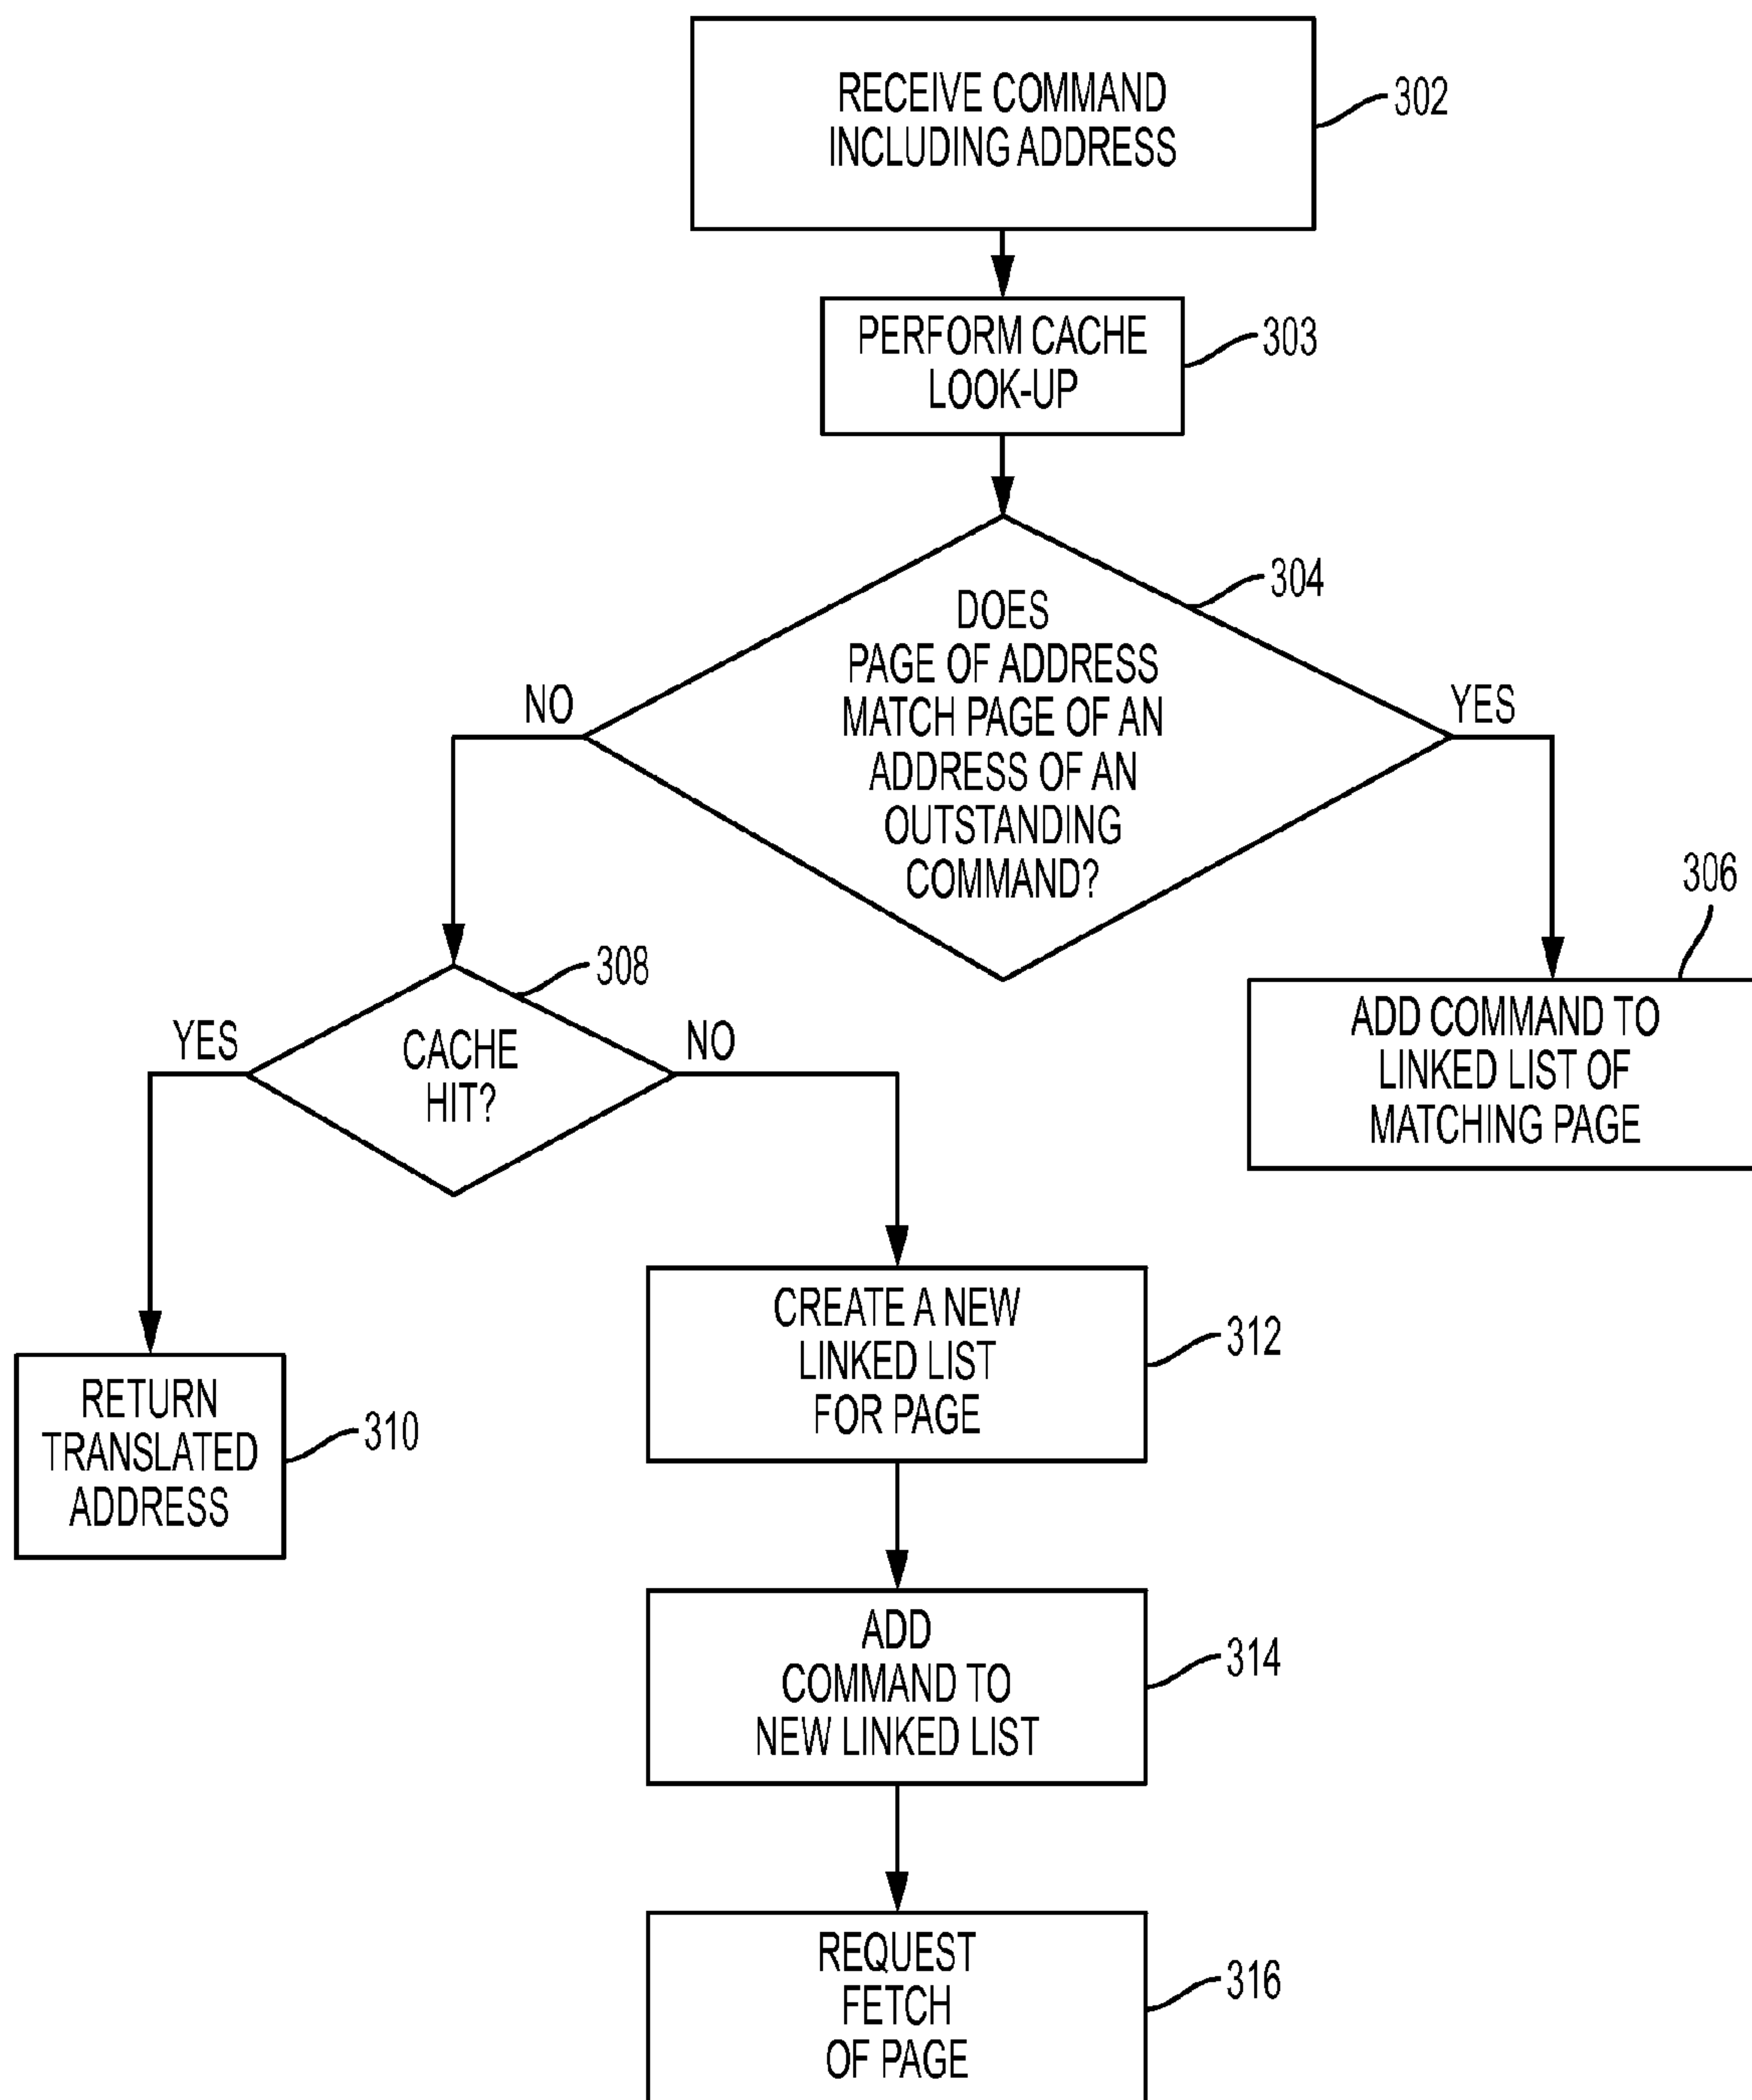 RECEIVE COMMAND
INCLUDING ADDRESS
302
PERFORM CACHE
LOOK-UP
303
304
DOES
PAGE OF ADDRESS
MATCH PAGE OF AN
ADDRESS OF AN
OUTSTANDING
COMMAND?
NO
YES
306
ADD COMMAND TO
LINKED LIST OF
MATCHING PAGE
308
CACHE
HIT?
YES
NO
RETURN
TRANSLATED
ADDRESS
310
CREATE A NEW
LINKED LIST
FOR PAGE
312
ADD
COMMAND TO
NEW LINKED LIST
314
REQUEST
FETCH
OF PAGE
316